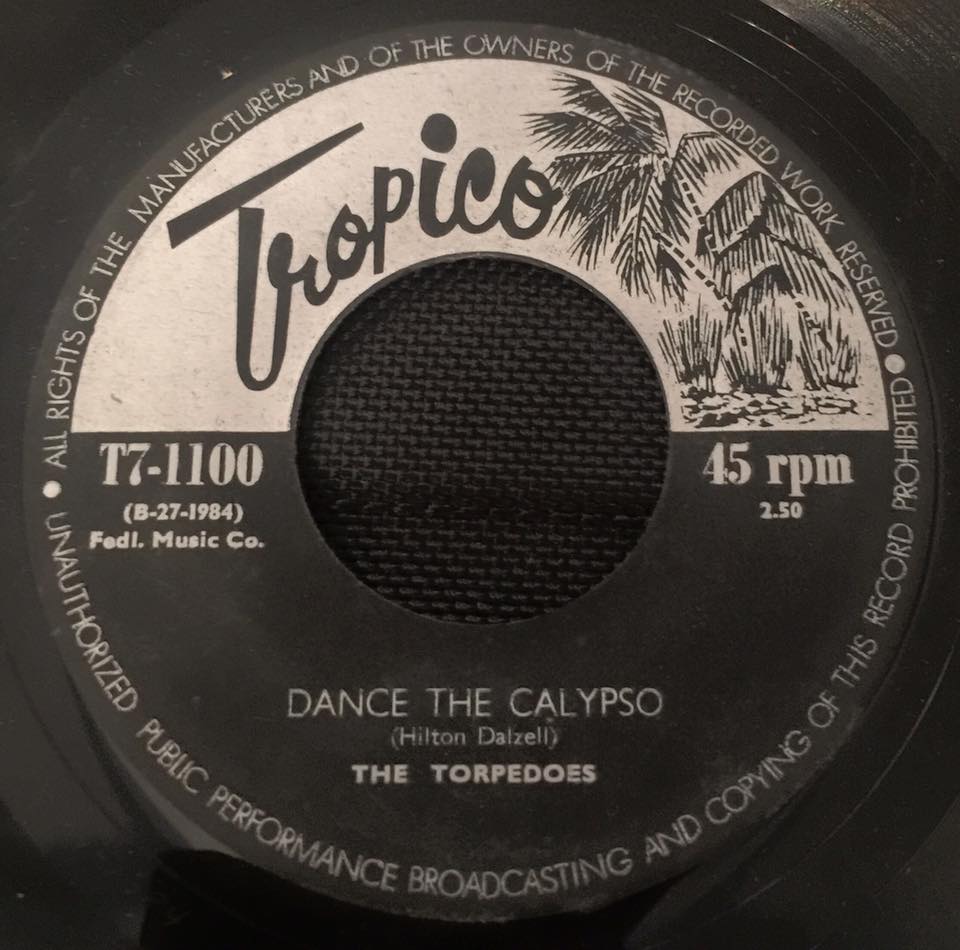 ALL RIGHTS OF THE MANUFACTURERS AND OF THE OWNERS OF THE RECORDED WORK RESERVED
Tropico
T7-1100
45 rpm
(B-27-1984)
2.50
Fedl. Music Co.
DANCE THE CALYPSO
(Hilton Dalzell)
THE TORPEDOES
UNAUTHORIZED PUBLIC PERFORMANCE BROADCASTING AND COPYING OF THIS RECORD PROHIBITED